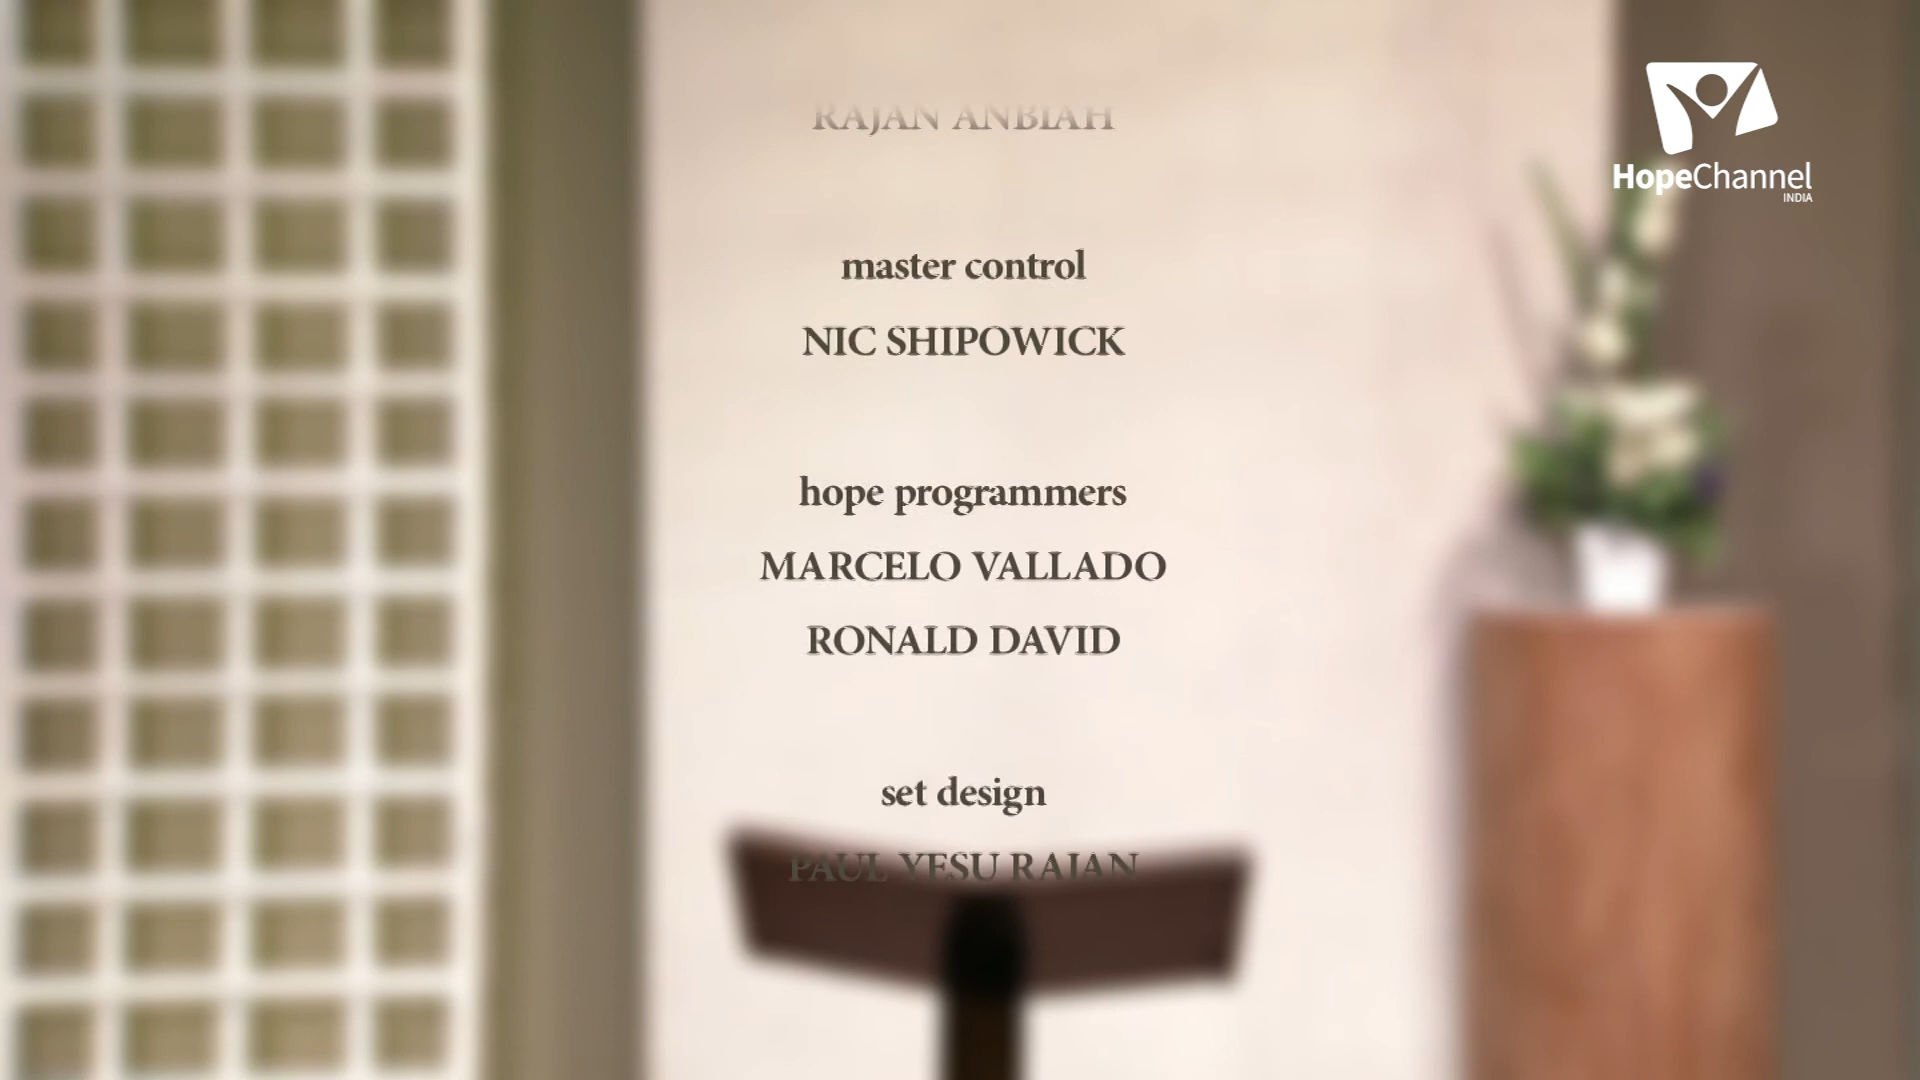 RAJAN ANBIAH
HopeChannel
INDIA
master control
NIC SHIPOWICK
hope programmers
MARCELO VALLADO
RONALD DAVID
set design
PAUL YESU RAJAN